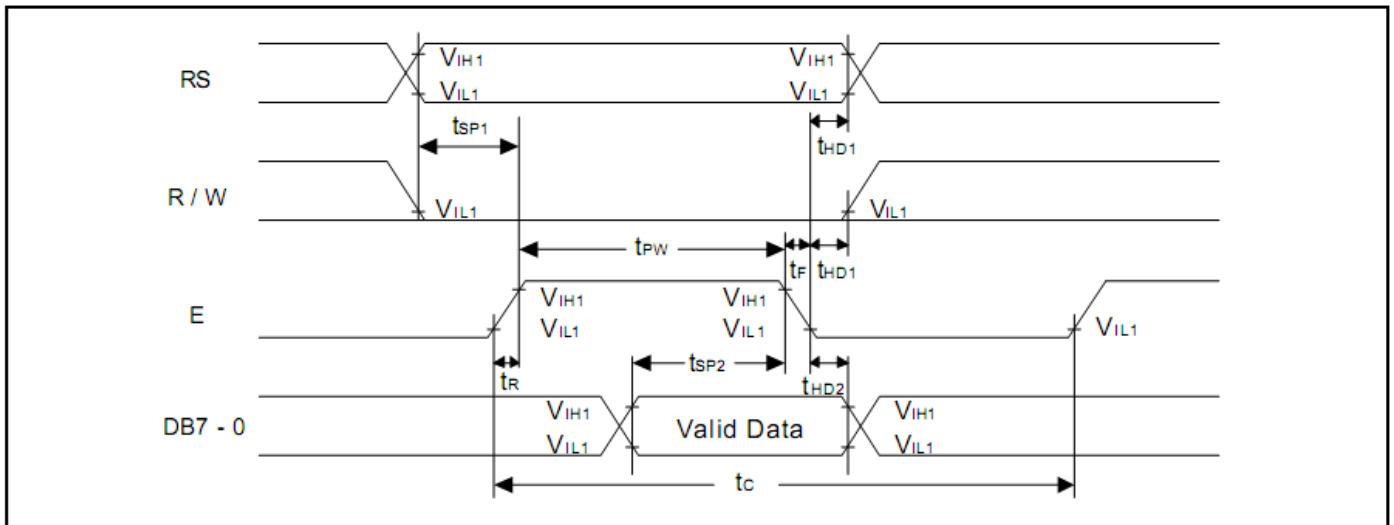 RS
VIH1
VIL1
VIH1
VIL1
tSP1
tHD1
R / W
VIL1
VIL1
tPW
tF
tHD1
E
VIH1
VIL1
VIH1
VIL1
VIL1
tR
tSP2
tHD2
DB7 - 0
VIH1
VIL1
Valid Data
VIH1
VIL1
tC